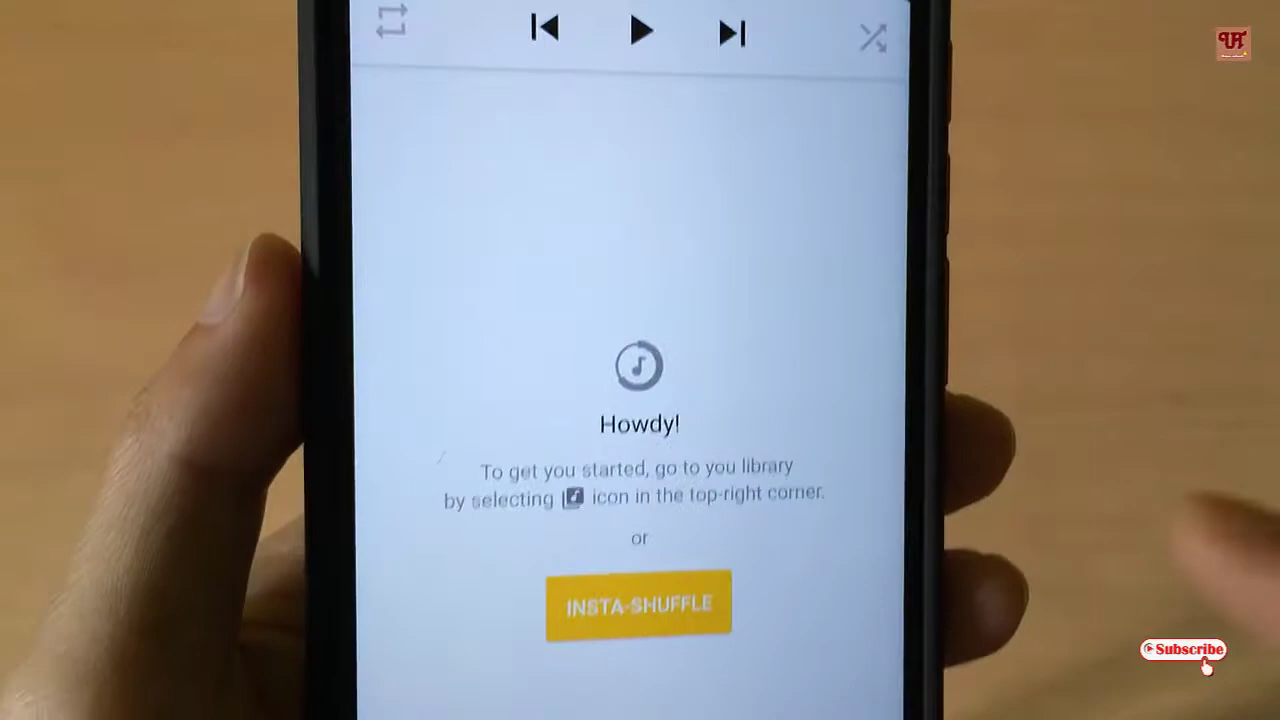 Howdy!
To get you started, go to you library
by selecting icon in the top-right corner.
or
INSTA-SHUFFLE
Subscribe